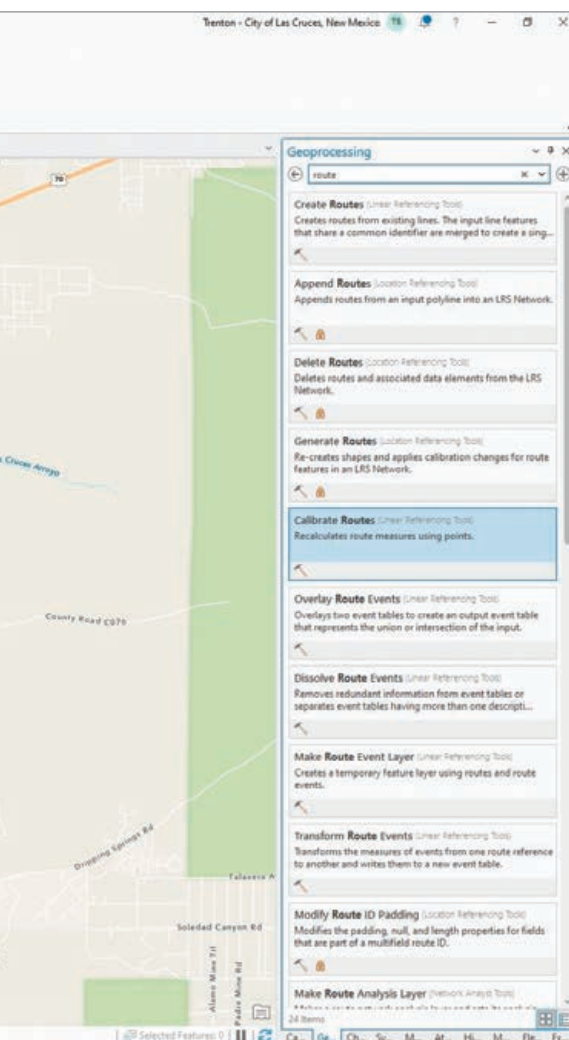 Trenton - City of Las Cruces, New Mexico TS ?
Geoprocessing
route
Create Routes (Linear Referencing Tools)
Creates routes from existing lines. The input line features
that share a common identifier are merged to create a sing...
Append Routes (Location Referencing Tools)
Appends routes from an input polyline into an LRS Network.
Delete Routes (Location Referencing Tools)
Deletes routes and associated data elements from the LRS
Network.
Generate Routes (Location Referencing Tools)
Re-creates shapes and applies calibration changes for route
features in an LRS Network.
Calibrate Routes (Linear Referencing Tools)
Recalculates route measures using points.
Overlay Route Events (Linear Referencing Tools)
Overlays two event tables to create an output event table
that represents the union or intersection of the input.
Dissolve Route Events (Linear Referencing Tools)
Removes redundant information from event tables or
separates event tables having more than one descripti...
Make Route Event Layer (Linear Referencing Tools)
Creates a temporary feature layer using routes and route
events.
Transform Route Events (Linear Referencing Tools)
Transforms the measures of events from one route reference
to another and writes them to a new event table.
Modify Route ID Padding (Location Referencing Tools)
Modifies the padding, null, and length properties for fields
that are part of a multifield route ID.
Make Route Analysis Layer (Network Analyst Tools)
24 Items
Ca... Ge... Ch... Sy... M... At... Hi... M... Ele... Ex...
70
s Cruces Arroyo
County Road C070
Dripping Springs Rd
Talavera A
Soledad Canyon Rd
Alamo Mine Trl
Padre Mine Rd
Selected Features: 0